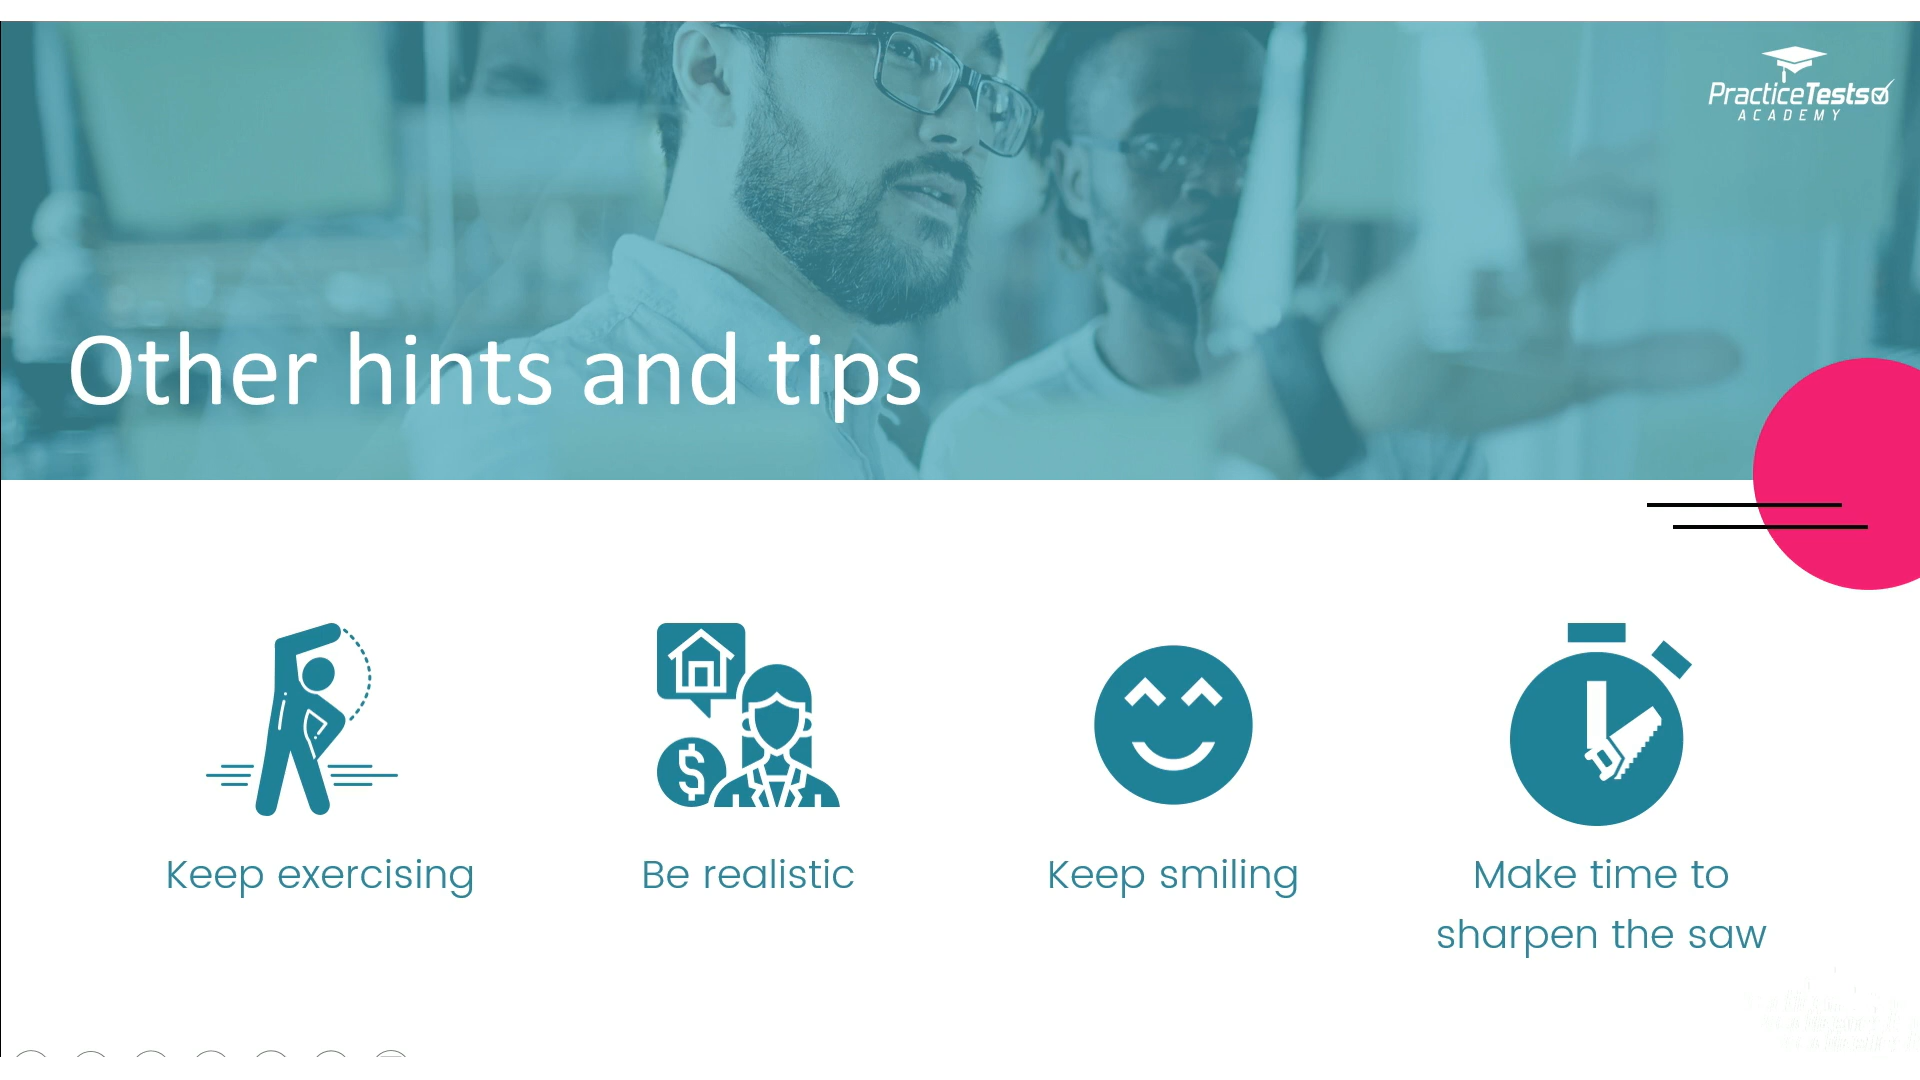 PracticeTests
ACADEMY
Other hints and tips
$
Keep exercising
Be realistic
Keep smiling
Make time to
sharpen the saw